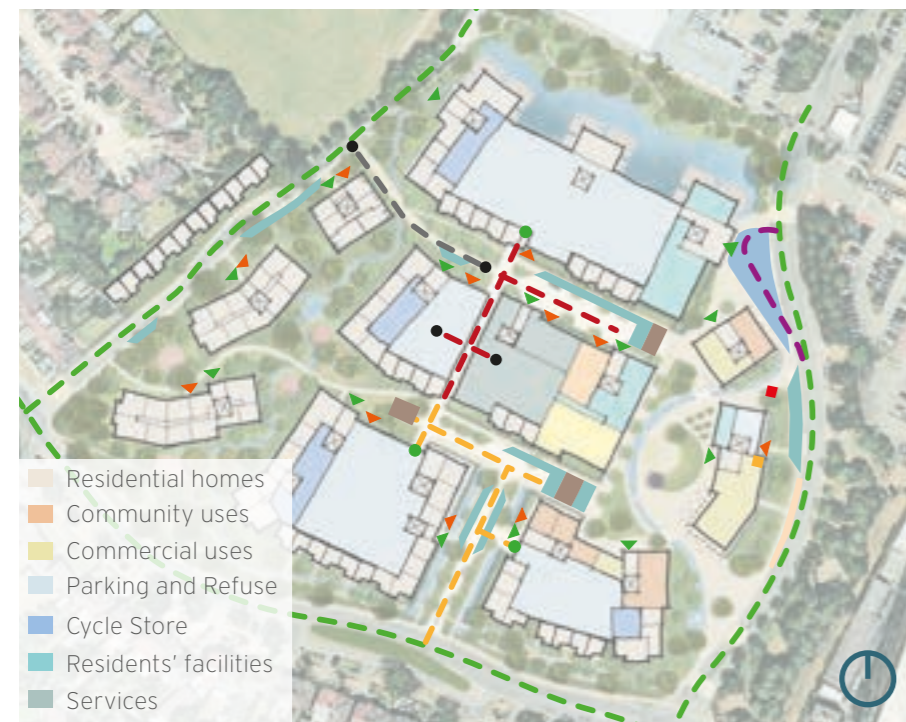 Residential homes
Community uses
Commercial uses
Parking and Refuse
Cycle Store
Residents' facilities
Services